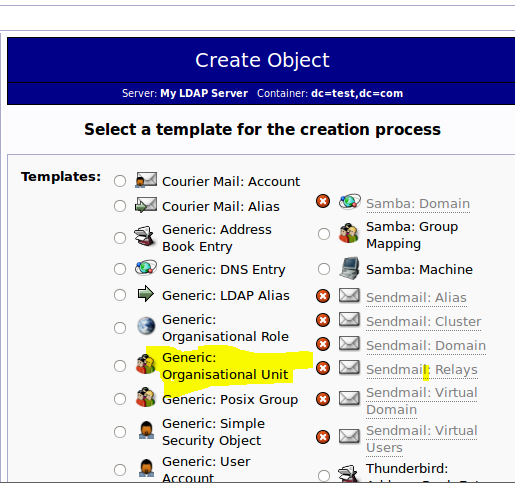 Create Object
Server: My LDAP Server Container: dc=test,dc=com
Select a template for the creation process
Templates:
Courier Mail: Account
Courier Mail: Alias
Generic: Address
Book Entry
Generic: DNS Entry
Generic: LDAP Alias
Generic:
Organisational Role
Generic:
Organisational Unit
Generic: Posix Group
Generic: Simple
Security Object
Generic: User
Account
Samba: Domain
Samba: Group
Mapping
Samba: Machine
Sendmail: Alias
Sendmail: Cluster
Sendmail: Domain
Sendmail: Relays
Sendmail: Virtual
Domain
Sendmail: Virtual
Users
Thunderbird: